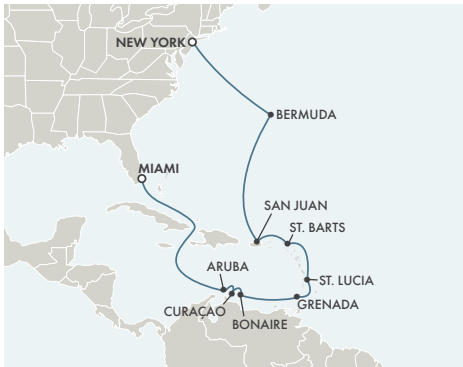 NEW YORK
BERMUDA
MIAMI
SAN JUAN
ST. BARTS
ARUBA
ST. LUCIA
CURAÇAO
GRENADA
BONAIRE